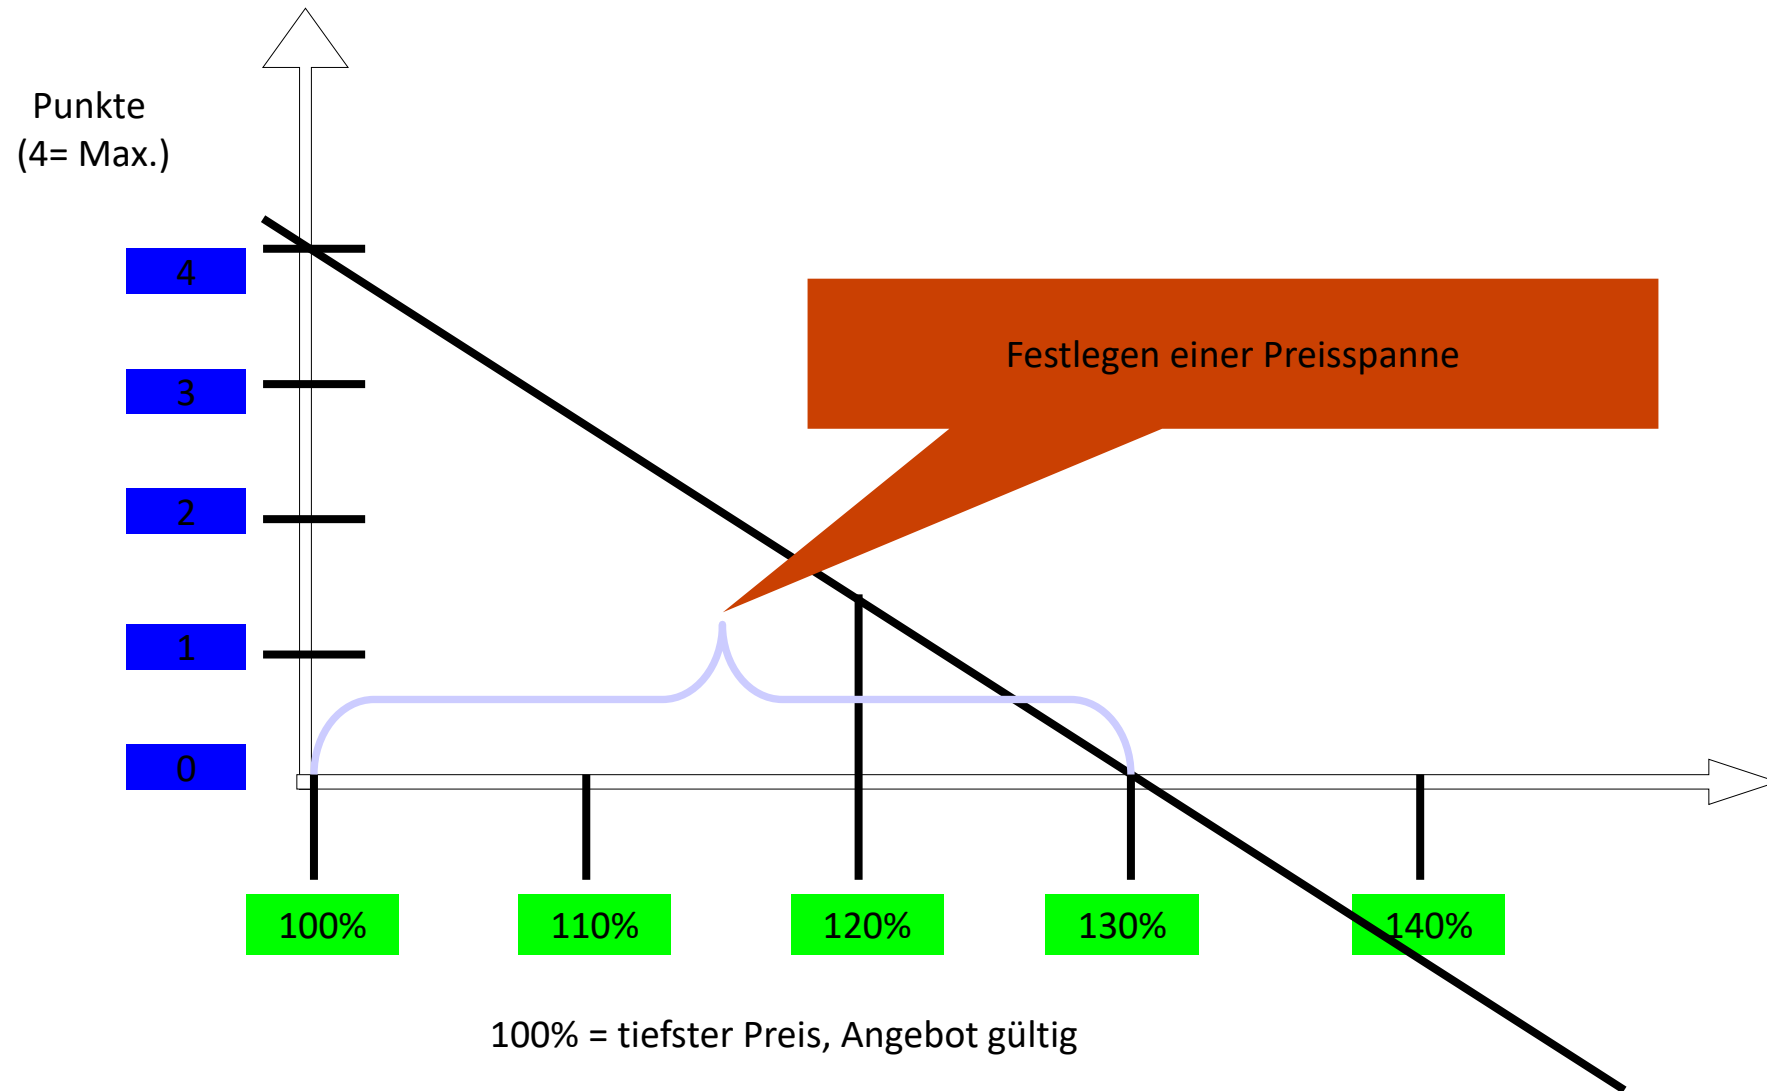 Punkte
(4= Max.)
4
Festlegen einer Preisspanne
3
2
1
0
100%
110%
120%
130%
140%
100% = tiefster Preis, Angebot gültig